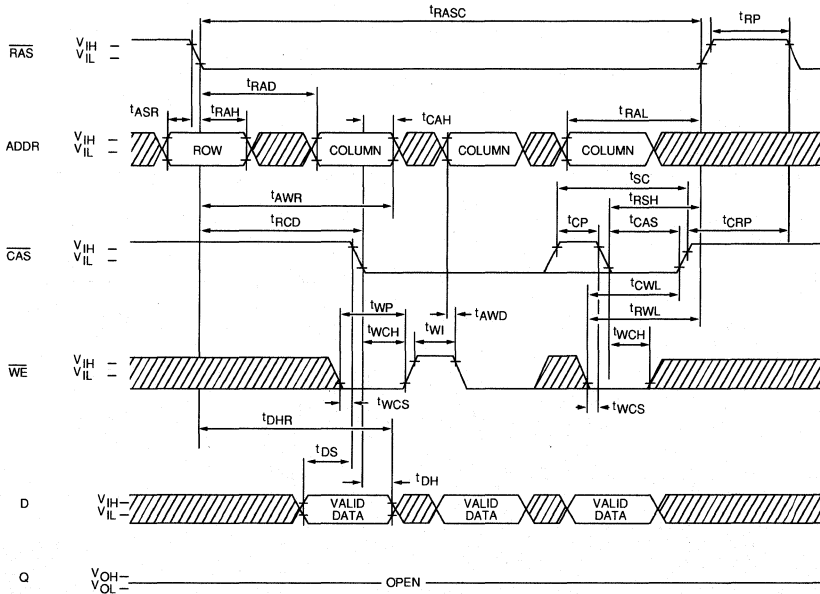 tRASC
tRP
RAS
VIH
VIL
tRAD
tASR
tRAH
tCAH
tRAL
ADDR
VIH
VIL
ROW
COLUMN
COLUMN
COLUMN
tAWR
tSC
tRSH
tRCD
tCP
tCAS
tCRP
CAS
VIH
VIL
tCWL
tWP
tAWD
tRWL
tWCH
tWI
tWCH
WE
VIH
VIL
tWCS
tWCS
tDHR
tDS
tDH
D
VIH
VIL
VALID
DATA
VALID
DATA
VALID
DATA
Q
VOH
VOL
OPEN